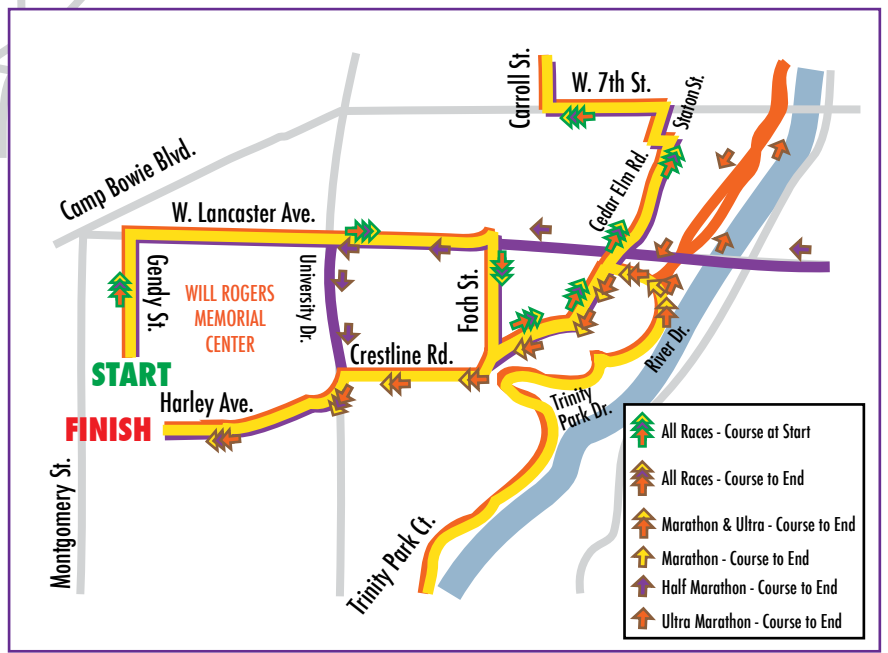 Carroll St.
W. 7th St.
Staton St.
Camp Bowie Blvd.
Cedar Elm Rd.
W. Lancaster Ave.
Gendy St.
WILL ROGERS
MEMORIAL
CENTER
University Dr.
Foch St.
Crestline Rd.
River Dr.
START
Harley Ave.
FINISH
Trinity
Park Dr.
Montgomery St.
Trinity Park Ct.
All Races - Course at Start
All Races - Course to End
Marathon & Ultra - Course to End
Marathon - Course to End
Half Marathon - Course to End
Ultra Marathon - Course to End